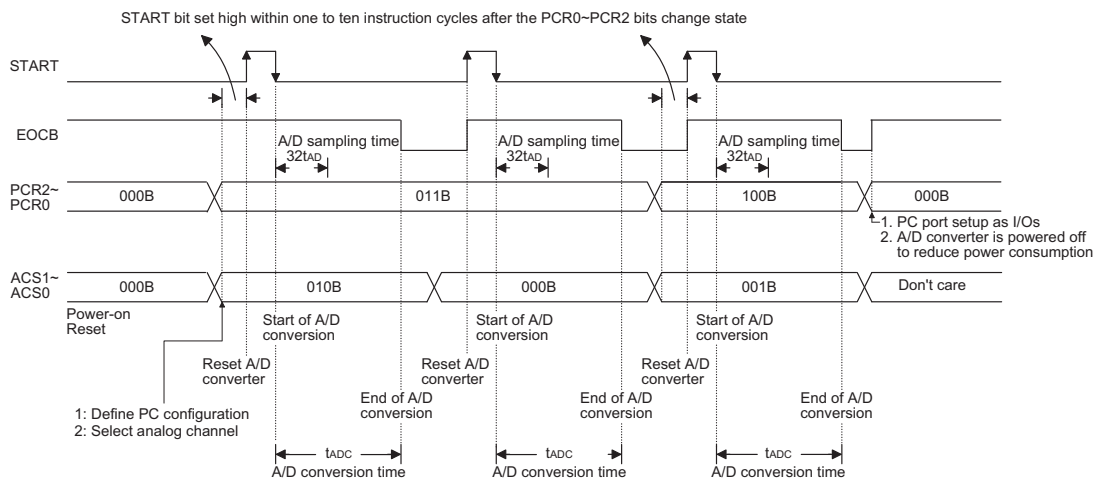 START bit set high within one to ten instruction cycles after the PCR0~PCR2 bits change state
START
EOCB
A/D sampling time
A/D sampling time
A/D sampling time
32tAD
32tAD
32tAD
PCR2~
PCR0
000B
011B
100B
000B
1. PC port setup as I/Os
2. A/D converter is powered off
to reduce power consumption
ACS1~
ACS0
000B
010B
000B
001B
Don't care
Power-on
Reset
Start of A/D
conversion
Start of A/D
conversion
Start of A/D
conversion
Reset A/D
converter
Reset A/D
converter
Reset A/D
converter
1: Define PC configuration
2: Select analog channel
End of A/D
conversion
End of A/D
conversion
End of A/D
conversion
tADC
A/D conversion time
tADC
A/D conversion time
tADC
A/D conversion time